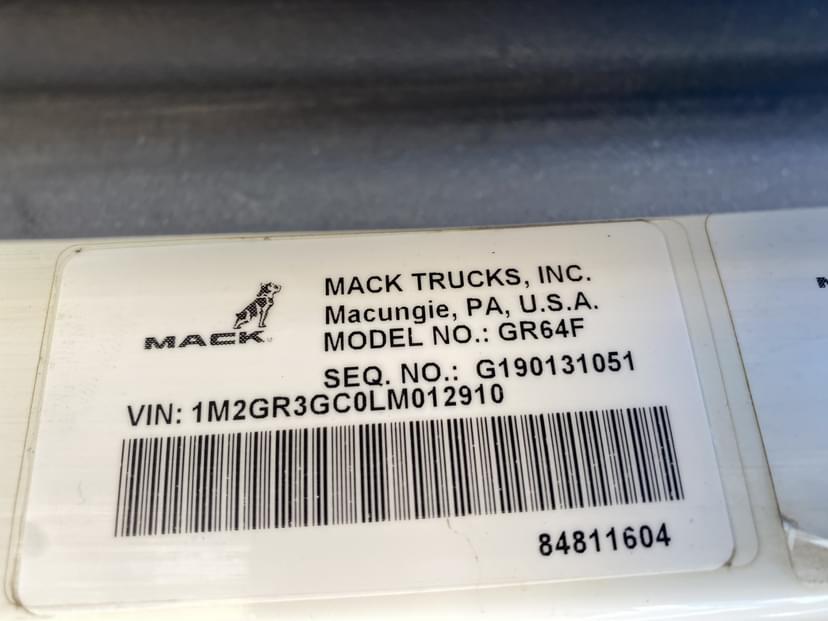 MACK TRUCKS, INC.
Macungie, PA, U.S.A.
MACK
MODEL NO.: GR64F
SEQ. NO.: G190131051
VIN: 1M2GR3GC0LM012910
84811604